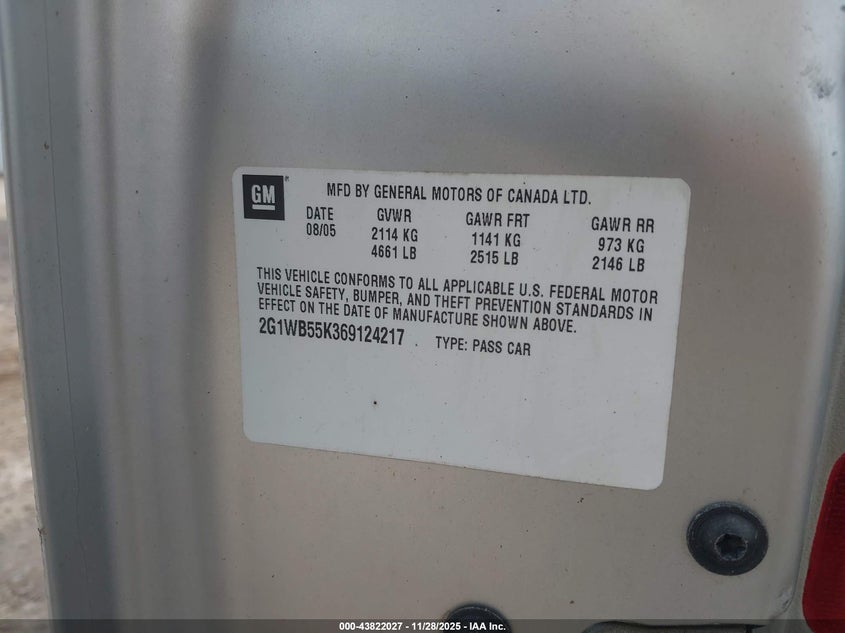 GM
MFD BY GENERAL MOTORS OF CANADA LTD.
DATE GVWR GAWR FRT GAWR RR
08/05 2114 KG 1141 KG 973 KG
4661 LB 2515 LB 2146 LB
THIS VEHICLE CONFORMS TO ALL APPLICABLE U.S. FEDERAL MOTOR
VEHICLE SAFETY, BUMPER, AND THEFT PREVENTION STANDARDS IN
EFFECT ON THE DATE OF MANUFACTURE SHOWN ABOVE.
2G1WB55K369124217 TYPE: PASS CAR
000-43822027 - 11/28/2025 - IAA Inc.